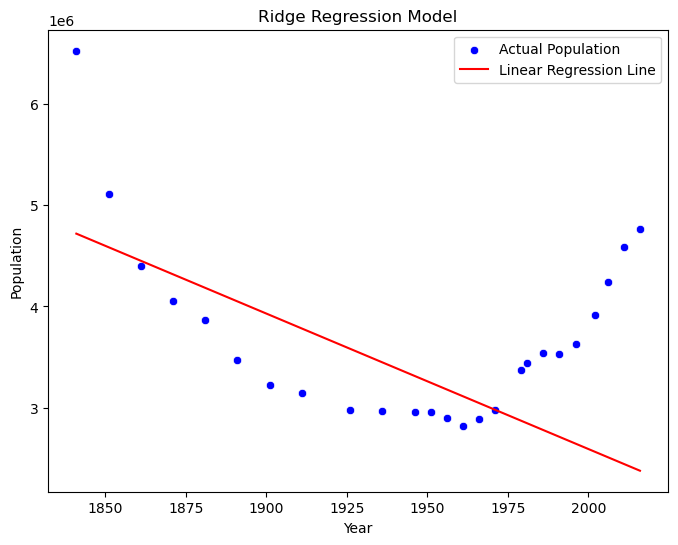 Ridge Regression Model
1e6
Actual Population
Linear Regression Line
6
5
4
3
Population
1850
1875
1900
1925
1950
1975
2000
Year